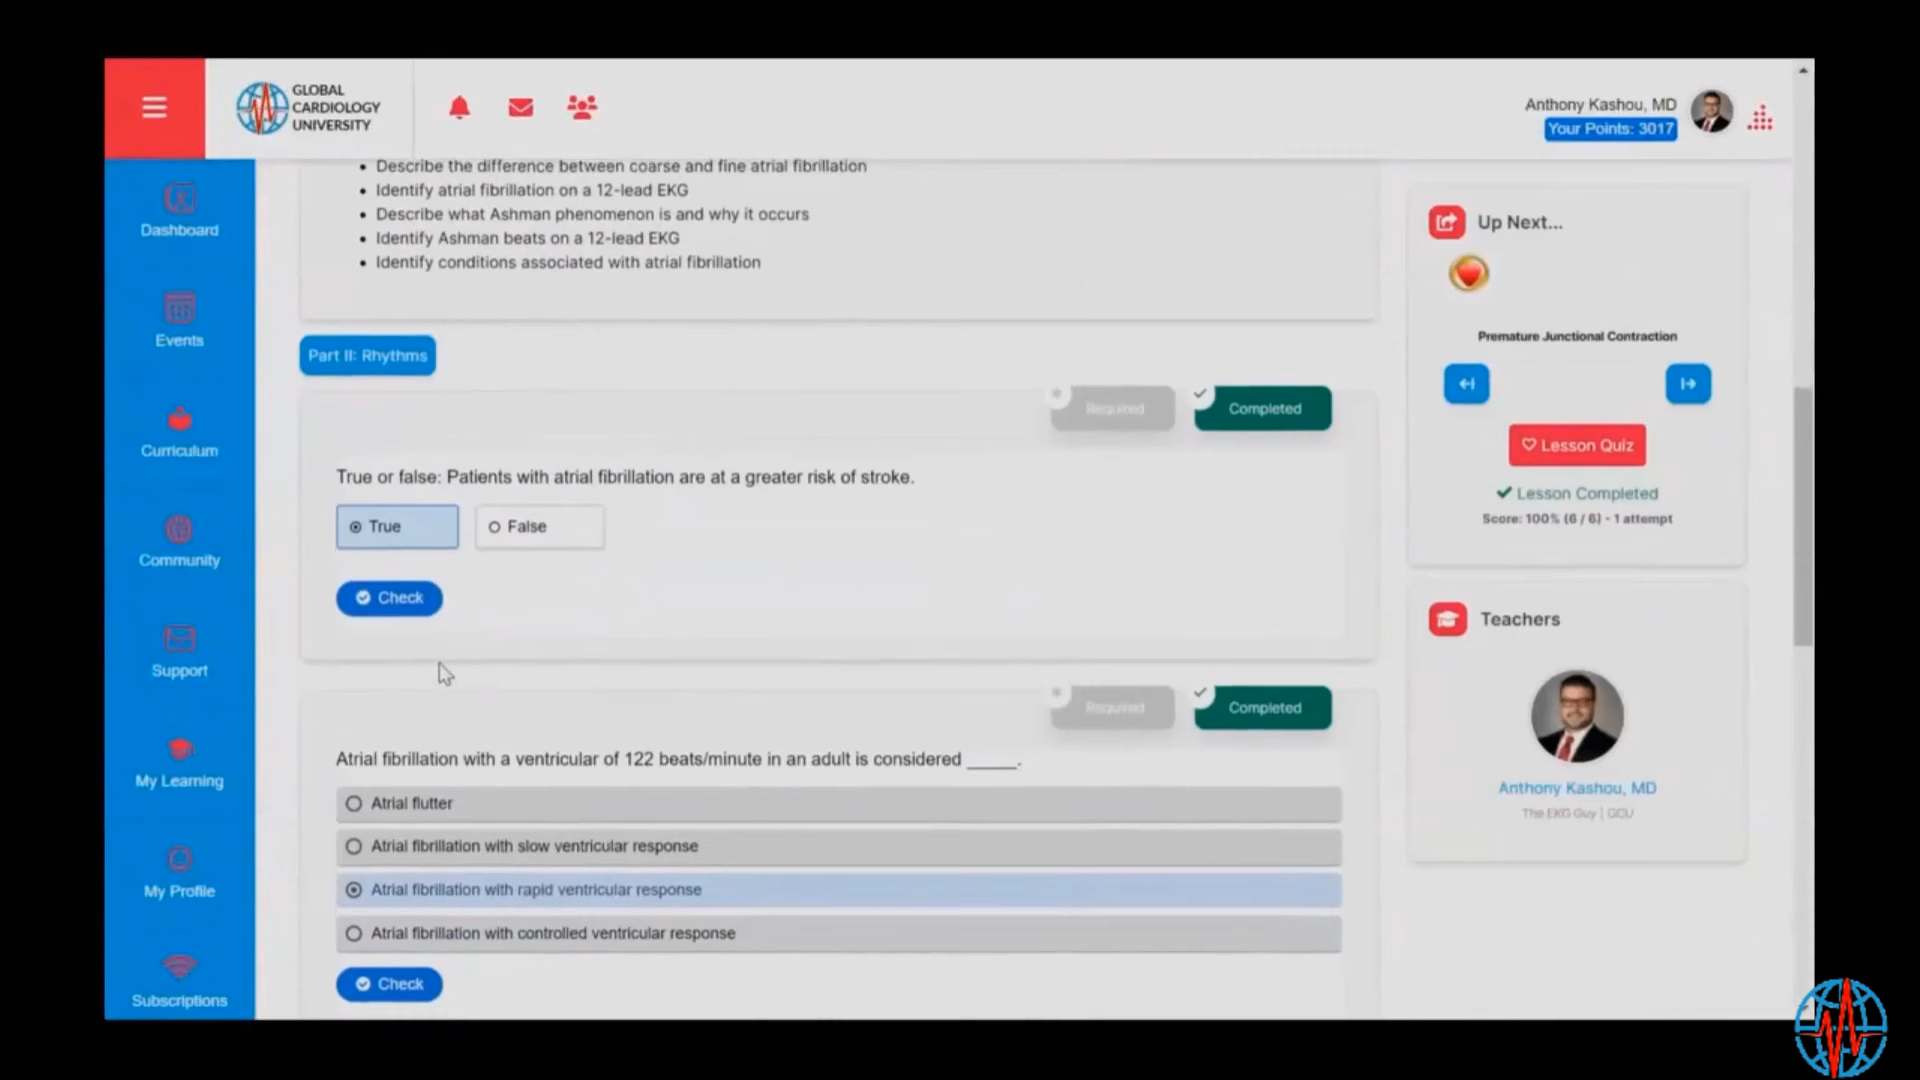 GLOBAL
CARDIOLOGY
UNIVERSITY
Anthony Kashou, MD
Your Points: 3017
Dashboard
Events
Curriculum
Community
Support
My Learning
My Profile
Subscriptions
• Describe the difference between coarse and fine atrial fibrillation
• Identify atrial fibrillation on a 12-lead EKG
• Describe what Ashman phenomenon is and why it occurs
• Identify Ashman beats on a 12-lead EKG
• Identify conditions associated with atrial fibrillation
Part II: Rhythms
Required
Completed
True or false: Patients with atrial fibrillation are at a greater risk of stroke.
True
False
Check
Required
Completed
Atrial fibrillation with a ventricular of 122 beats/minute in an adult is considered _____.
Atrial flutter
Atrial fibrillation with slow ventricular response
Atrial fibrillation with rapid ventricular response
Atrial fibrillation with controlled ventricular response
Check
Up Next...
Premature Junctional Contraction
Lesson Quiz
Lesson Completed
Score: 100% (6 / 6) - 1 attempt
Teachers
Anthony Kashou, MD
The EKG Guy | GCU